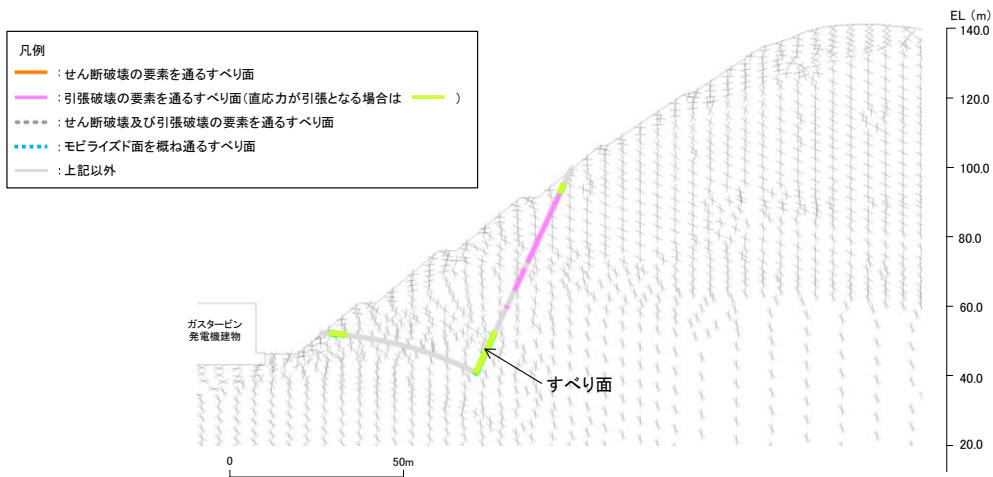 EL (m)
140.0
凡例
：せん断破壊の要素を通るすべり面
：引張破壊の要素を通るすべり面(直応力が引張となる場合は　　　)
：せん断破壊及び引張破壊の要素を通るすべり面
：モビライズド面を概ね通るすべり面
：上記以外
120.0
100.0
80.0
60.0
ガスタービン
発電機建物
すべり面
40.0
20.0
0
50m